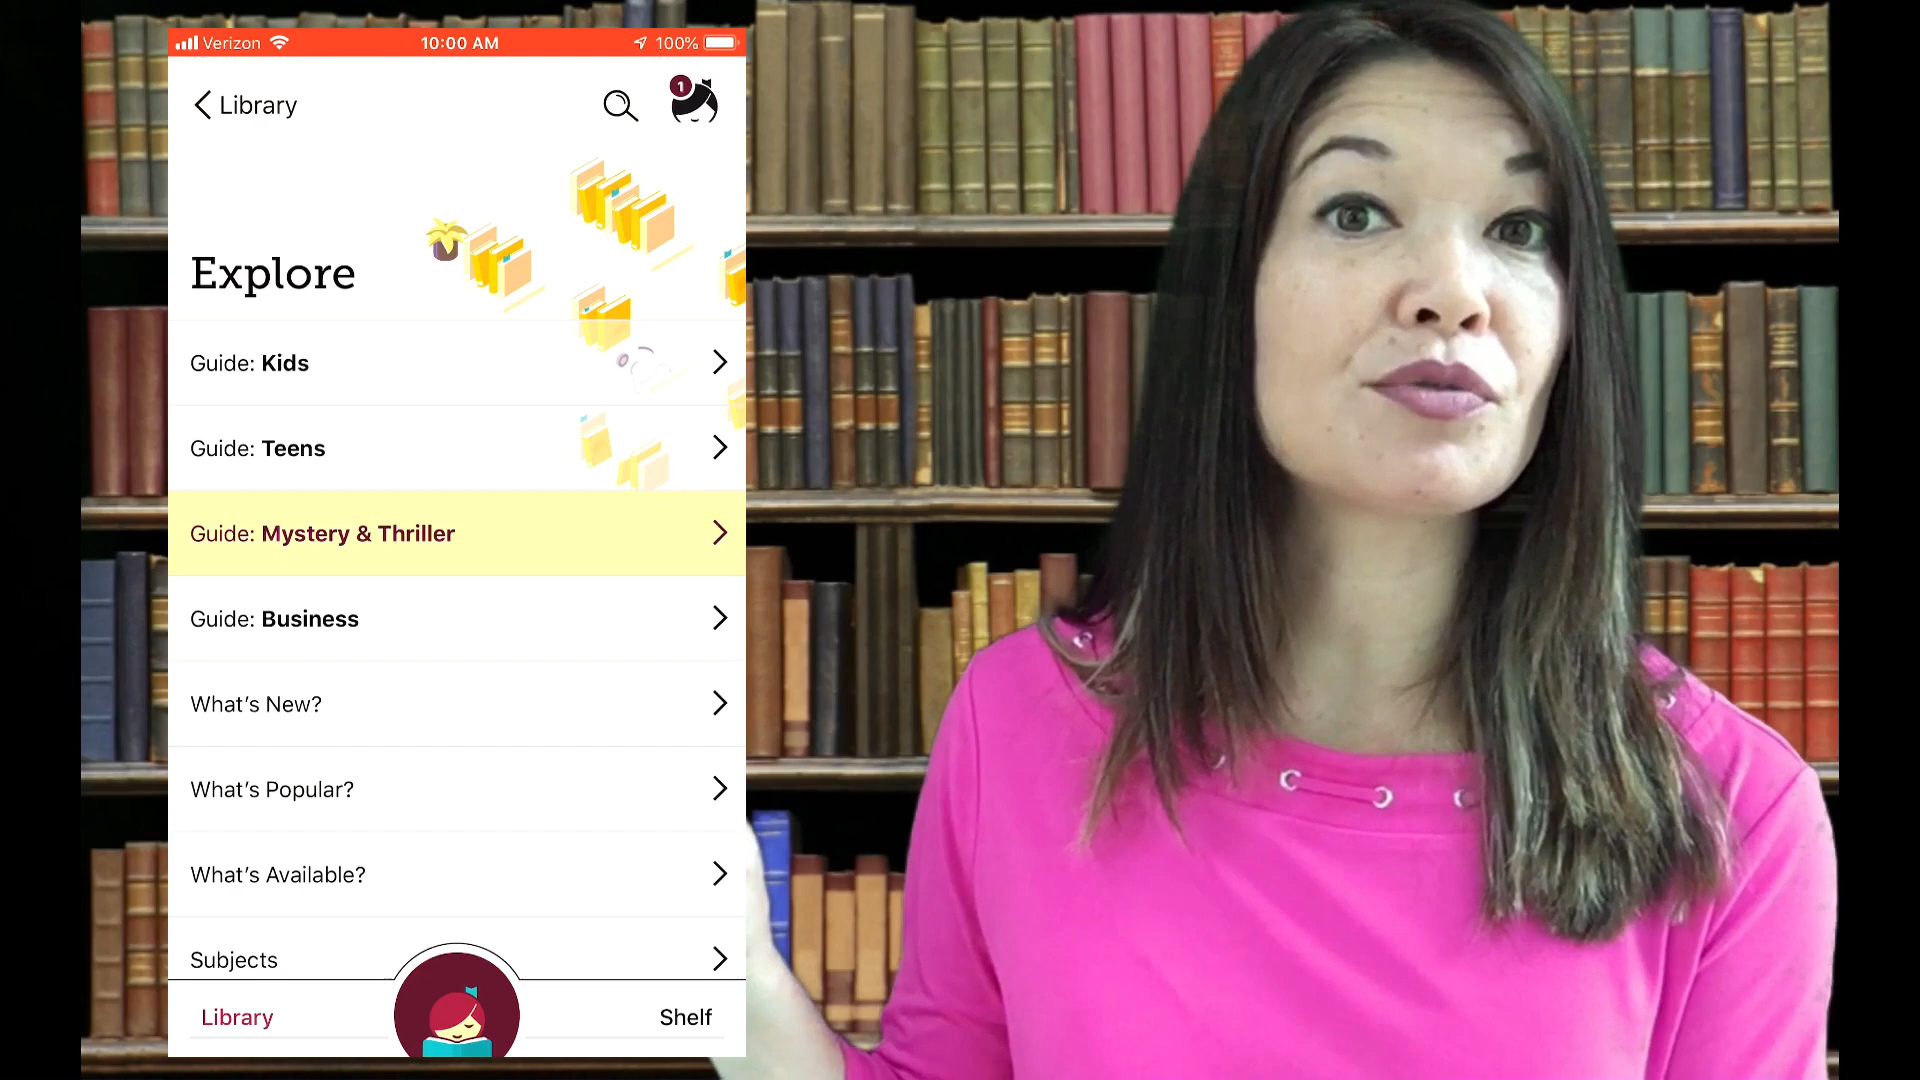 Verizon 10:00 AM 100%
Library 1
Explore
Guide: Kids
Guide: Teens
Guide: Mystery & Thriller
Guide: Business
What's New?
What's Popular?
What's Available?
Subjects
Library Shelf